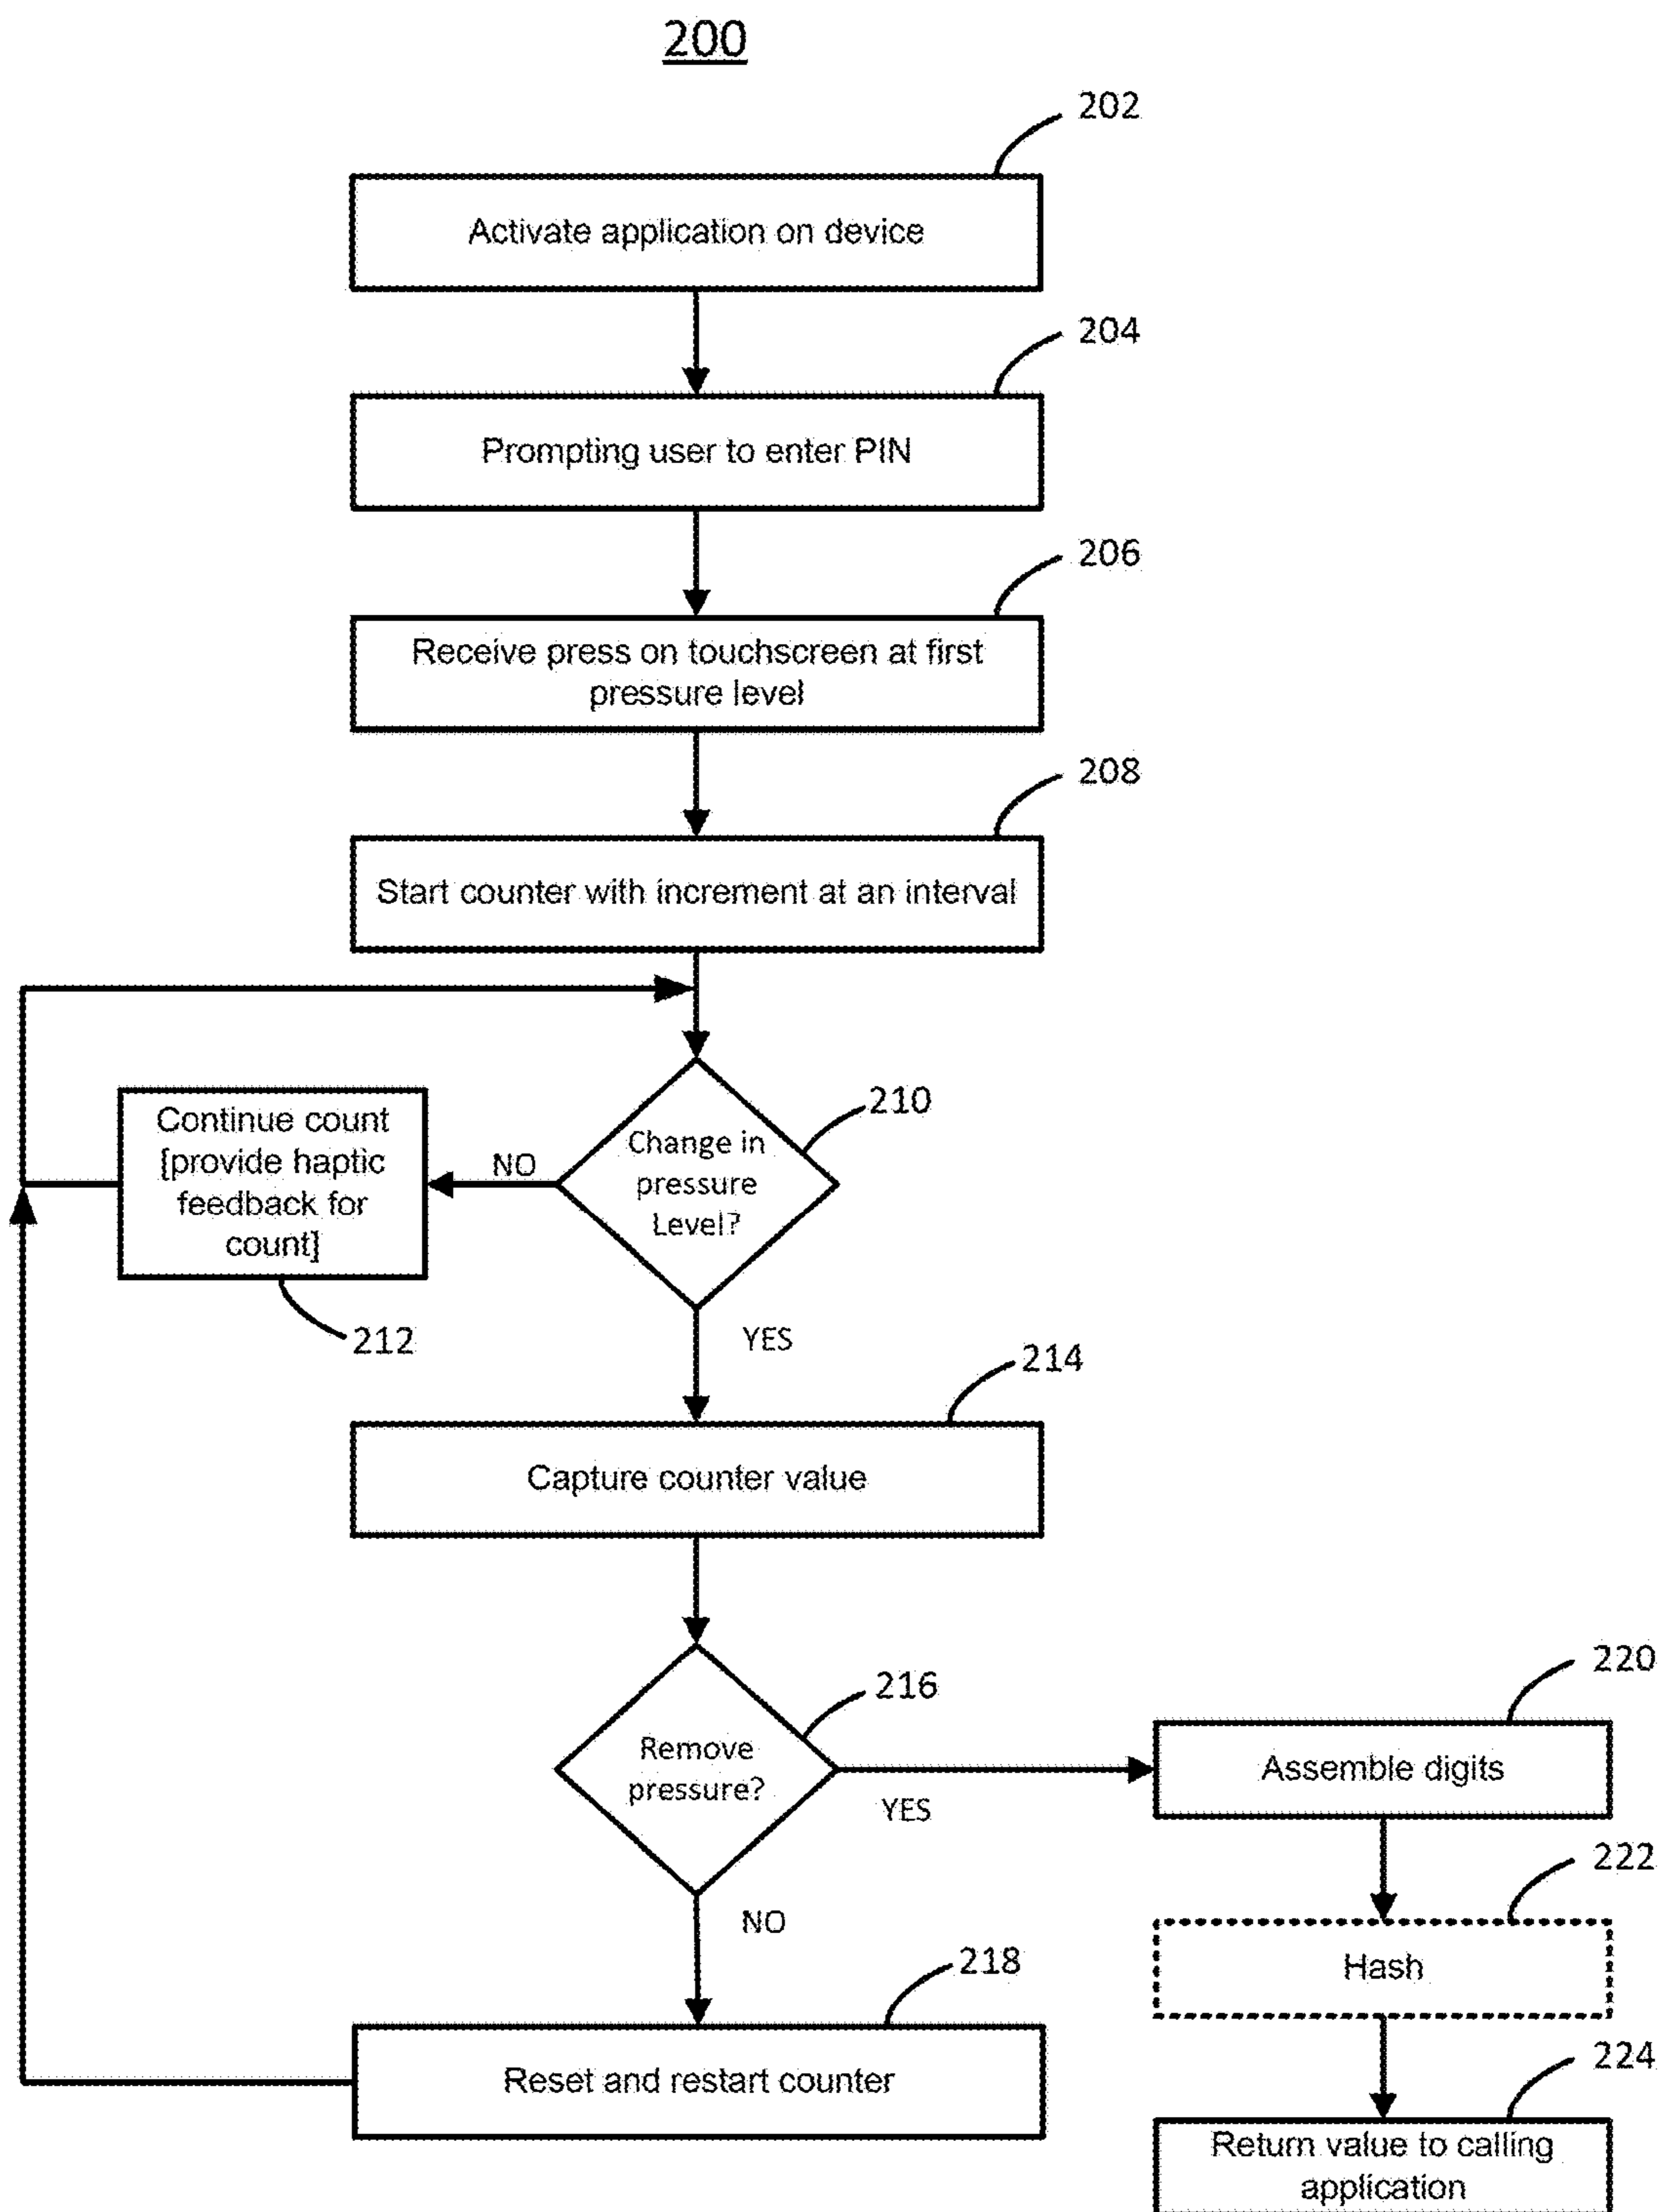 200
202
Activate application on device
204
Prompting user to enter PIN
206
Receive press on touchscreen at first
pressure level
208
Start counter with increment at an interval
210
Change in
pressure
Level?
NO
Continue count
[provide haptic
feedback for
count]
212
YES
214
Capture counter value
216
Remove
pressure?
YES
220
Assemble digits
222
Hash
NO
218
Reset and restart counter
224
Return value to calling
application